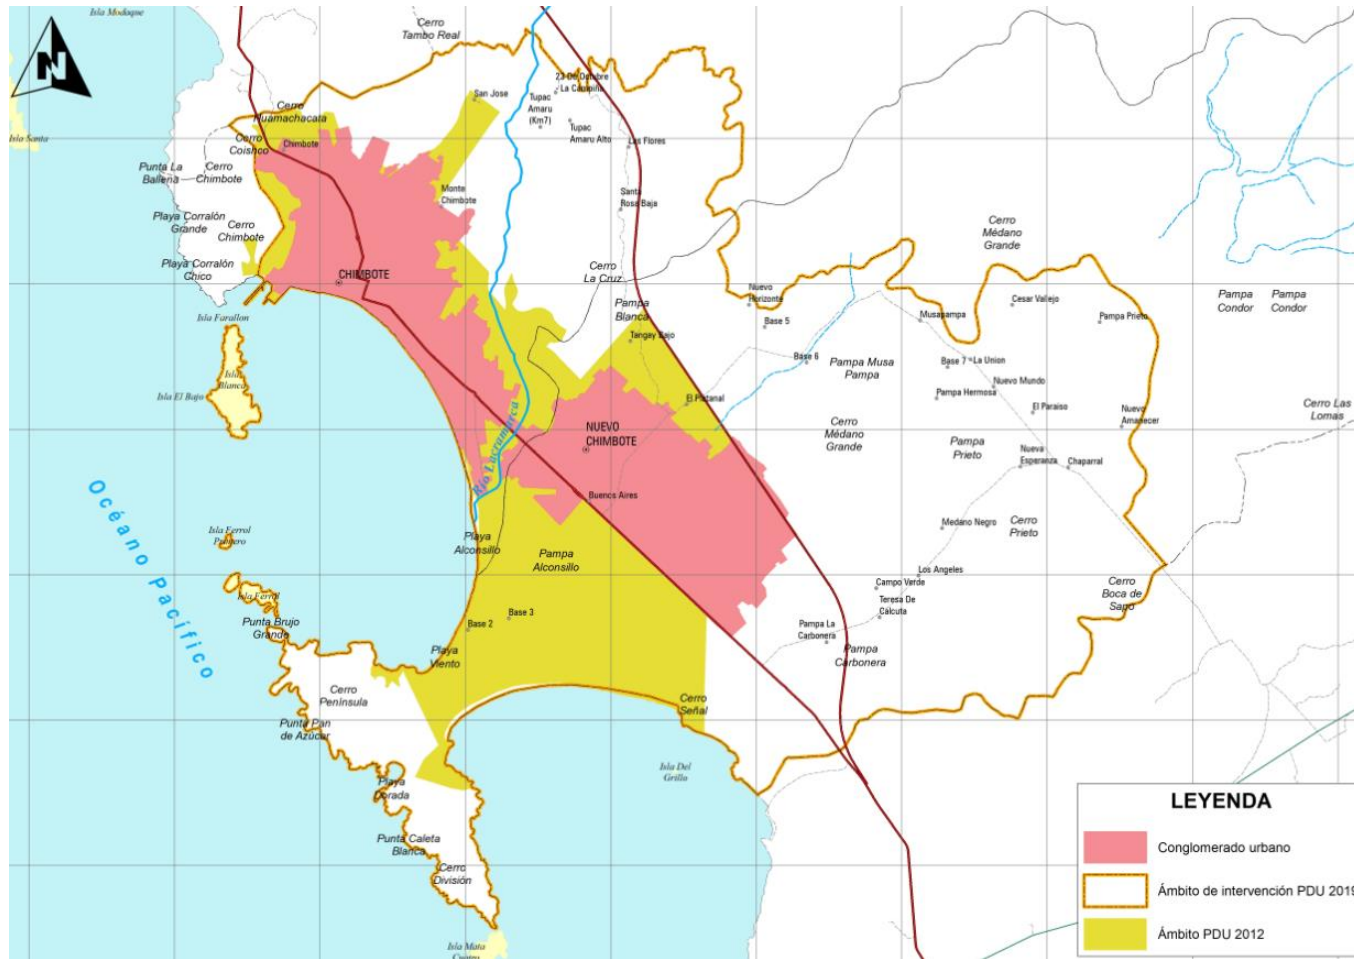 Isla Modoque
Cerro
Tambo Real
N
Isla Santa
Cerro
Huamachacata
Cerro
Coishco
Chimbote
San Jose
23 De Octubre
La Campiña
Tupac
Amaru
(Km7)
Tupac
Amaru Alto
Las Flores
Punta La
Ballena
Cerro
Chimbote
Monte
Chimbote
Santa
Rosa Baja
Playa Corralón
Grande
Cerro
Chimbote
Playa Corralón
Chico
CHIMBOTE
Cerro
La Cruz
Cerro
Médano
Grande
Isla Farallon
Pampa
Blanca
Nuevo
Horizonte
Base 5
Cesar Vallejo
Musapampa
Pampa Prieto
Pampa
Condor
Pampa
Condor
Tangay Bajo
Base 6
Pampa Musa
Pampa
Base 7
La Union
Isla
Blanca
Isla El Bajo
Pampa Hermosa
Nuevo Mundo
El Paraiso
El Platanal
Nuevo
Amanecer
Cerro Las
Lomas
NUEVO
CHIMBOTE
Cerro
Médano
Grande
Pampa
Prieto
Nueva
Esperanza
Chaparral
Río Lacramarca
Buenos Aires
Océano Pacífico
Isla Ferrol
Primero
Playa
Alconsillo
Pampa
Alconsillo
Medano Negro
Cerro
Prieto
Los Angeles
Campo Verde
Teresa De
Cálcuta
Cerro
Boca de
Sapo
Isla Ferrol
Punta Brujo
Grande
Base 2
Base 3
Pampa La
Carbonera
Pampa
Carbonera
Playa
Viento
Cerro
Península
Cerro
Señal
Punta Pan
de Azúcar
Isla Del
Grillo
Playa
Dorada
Punta Caleta
Blanca
Cerro
División
Isla Mata
LEYENDA
Conglomerado urbano
Ámbito de intervención PDU 2019
Ámbito PDU 2012